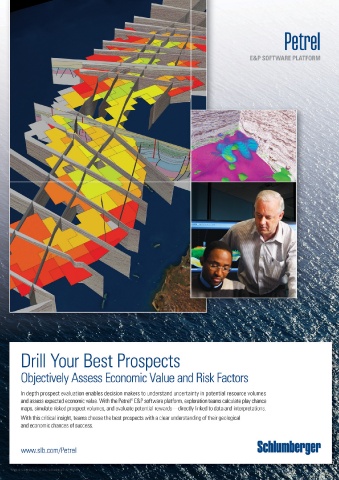 Petrel
E&P SOFTWARE PLATFORM
Drill Your Best Prospects
Objectively Assess Economic Value and Risk Factors
In depth prospect evaluation enables decision makers to understand uncertainty in potential resource volumes
and assess expected economic value. With the Petrel® E&P software platform, exploration teams calculate play chance
maps, simulate risked prospect volumes, and evaluate potential rewards—directly linked to data and interpretations.
With this critical insight, teams choose the best prospects with a clear understanding of their geological
and economic chances of success.
www.slb.com/Petrel
Schlumberger